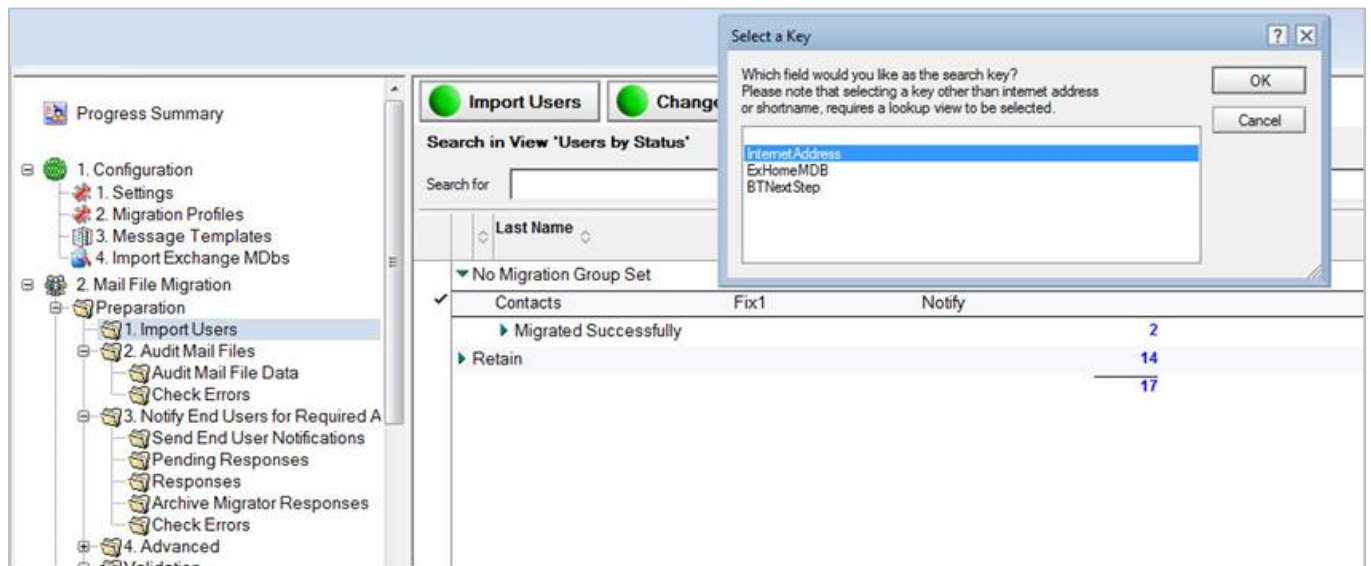 Progress Summary
1. Configuration
1. Settings
2. Migration Profiles
3. Message Templates
4. Import Exchange MDbs
2. Mail File Migration
Preparation
1. Import Users
2. Audit Mail Files
Audit Mail File Data
Check Errors
3. Notify End Users for Required A
Send End User Notifications
Pending Responses
Responses
Archive Migrator Responses
Check Errors
4. Advanced
Import Users
Change
Search in View 'Users by Status'
Search for
Last Name
No Migration Group Set
Contacts Fix1 Notify
Migrated Successfully 2
Retain 14
17
Select a Key
Which field would you like as the search key?
Please note that selecting a key other than internet address
or shortname, requires a lookup view to be selected.
InternetAddress
ExHomeMDB
BTNextStep
OK
Cancel